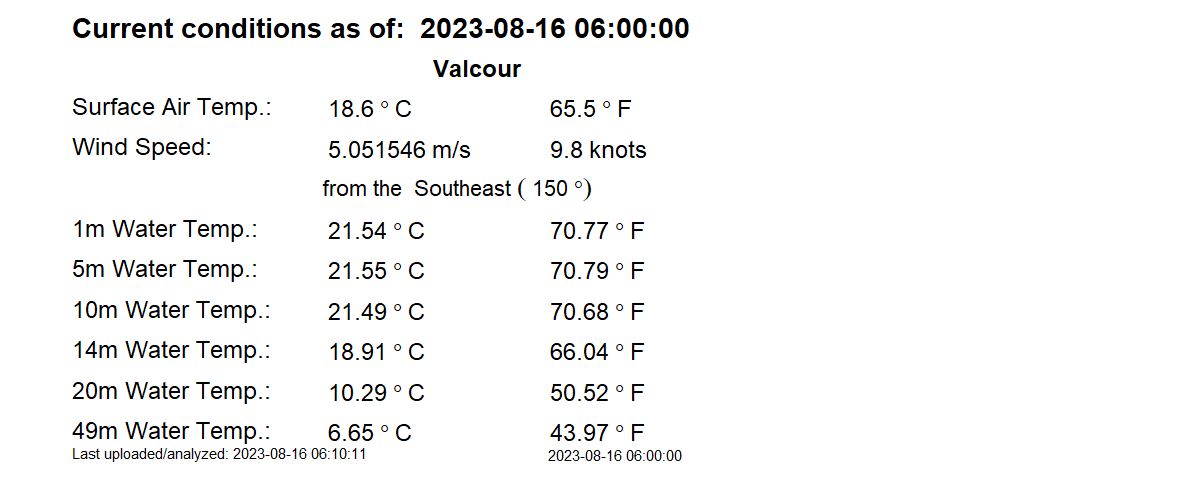 Current conditions as of: 2023-08-16 06:00:00
Valcour
Surface Air Temp.: 18.6 ° C 65.5 ° F
Wind Speed: 5.051546 m/s 9.8 knots
from the Southeast ( 150 °)
1m Water Temp.: 21.54 ° C 70.77 ° F
5m Water Temp.: 21.55 ° C 70.79 ° F
10m Water Temp.: 21.49 ° C 70.68 ° F
14m Water Temp.: 18.91 ° C 66.04 ° F
20m Water Temp.: 10.29 ° C 50.52 ° F
49m Water Temp.: 6.65 ° C 43.97 ° F
Last uploaded/analyzed: 2023-08-16 06:10:11 2023-08-16 06:00:00